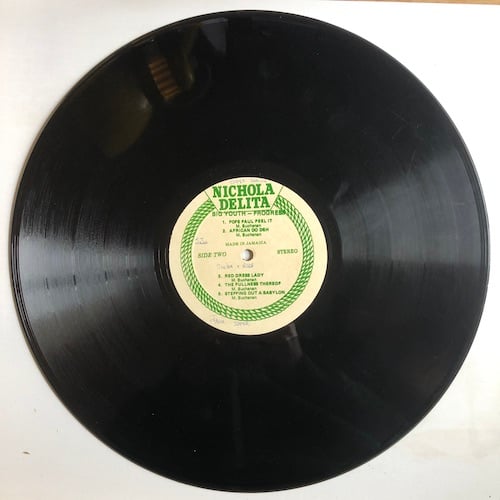 NICHOLA
DELITA
BIG YOUTH — PROGRESS
1. POPE PAUL FEEL IT
M. Buchanan
2. AFRICAN GO DEH
M. Buchanan
MADE IN JAMAICA
SIDE TWO
STEREO
3. RED DRESS LADY
M. Buchanan
4. THE FULLNESS THEREOF
M. Buchanan
5. STEPPING OUT A BABYLON
M. Buchanan